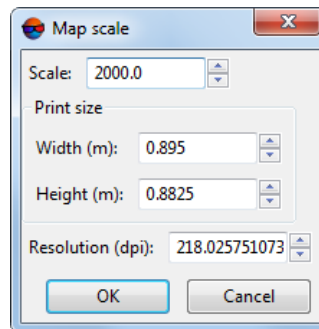 Map scale
Scale: 2000.0
Print size
Width (m): 0.895
Height (m): 0.8825
Resolution (dpi): 218.025751073
OK Cancel